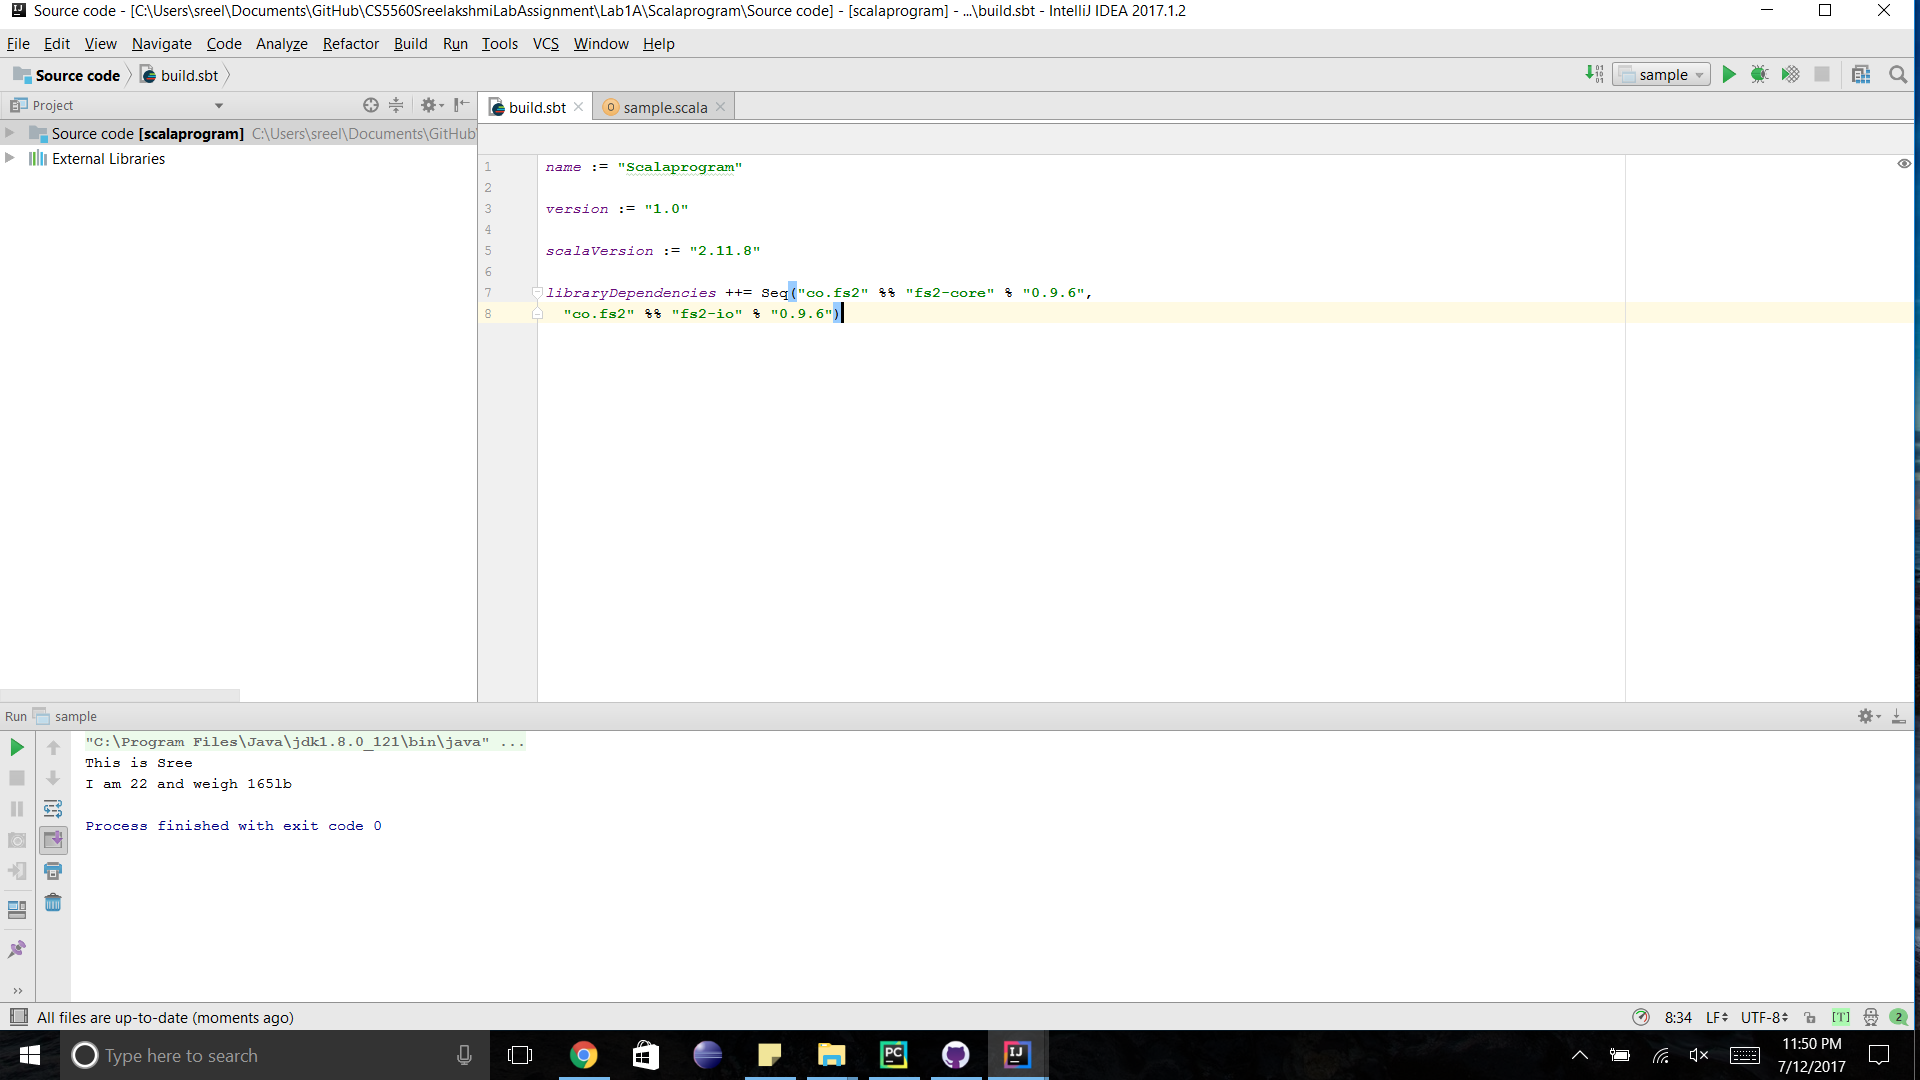 Source code - [C:\Users\sreel\Documents\GitHub\CS5560SreelakshmiLabAssignment\Lab1A\Scalaprogram\Source code] - [scalaprogram] - ...\build.sbt - IntelliJ IDEA 2017.1.2
File Edit View Navigate Code Analyze Refactor Build Run Tools VCS Window Help
Source code build.sbt sample
Project build.sbt sample.scala
Source code [scalaprogram] C:\Users\sreel\Documents\GitHub\
External Libraries
1 name := "Scalaprogram"
2
3 version := "1.0"
4
5 scalaVersion := "2.11.8"
6
7 libraryDependencies ++= Seq("co.fs2" %% "fs2-core" % "0.9.6",
8 "co.fs2" %% "fs2-io" % "0.9.6")
Run sample
"C:\Program Files\Java\jdk1.8.0_121\bin\java" ...
This is Sree
I am 22 and weigh 165lb
Process finished with exit code 0
All files are up-to-date (moments ago) 8:34 LF UTF-8 [T] 2
Type here to search PC IJ 11:50 PM
7/12/2017